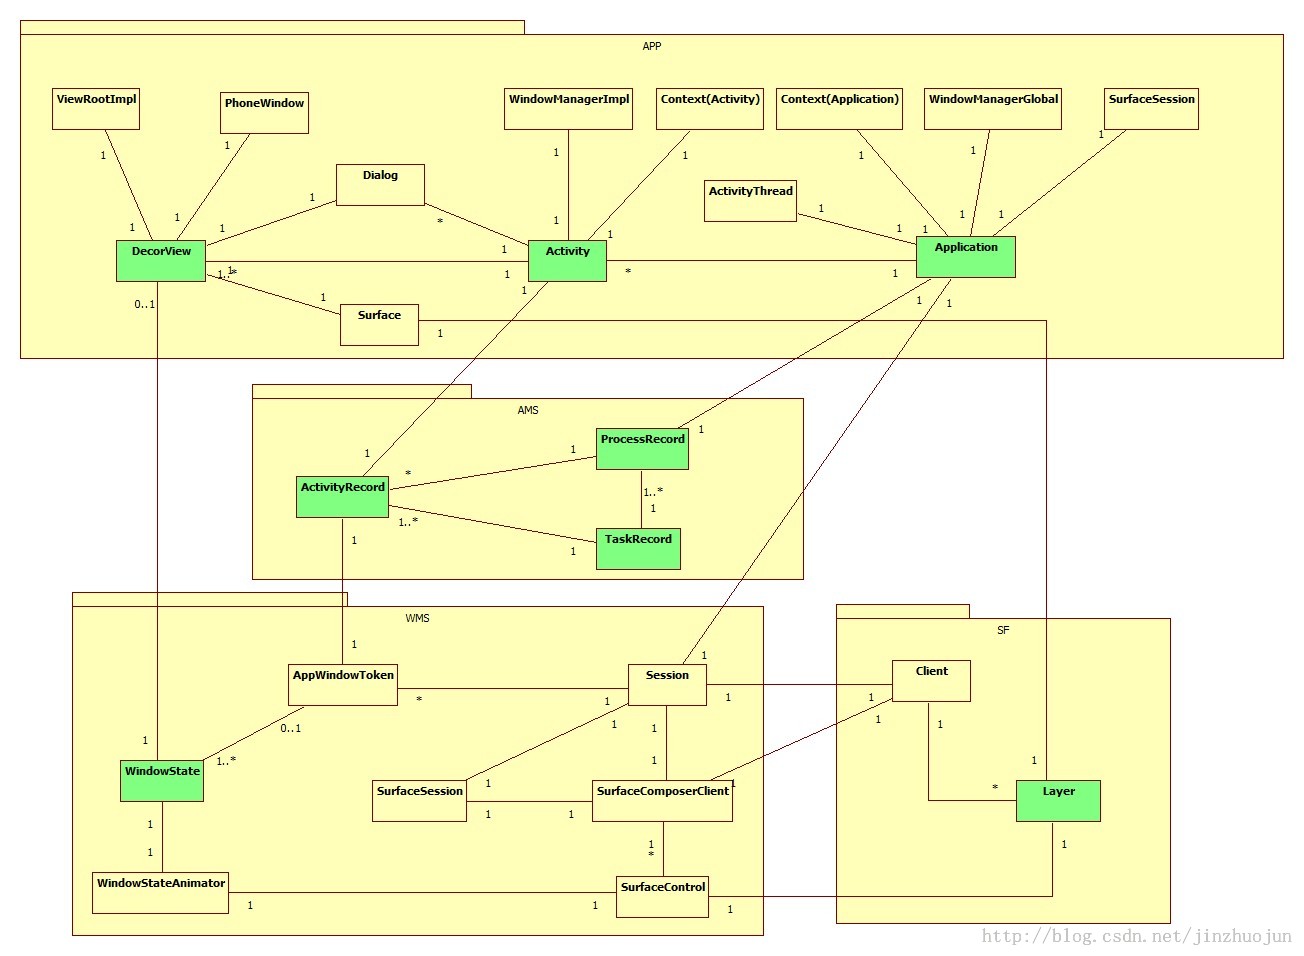 APP
ViewRootImpl
PhoneWindow
WindowManagerImpl
Context(Activity)
Context(Application)
WindowManagerGlobal
SurfaceSession
1
1
1
1
1
1
1
Dialog
ActivityThread
1
1
*
1
1
1
1
1
1
1
1
1
1
1
1
DecorView
Activity
Application
1..*
1
1
*
1
0..1
1
1
1
1
Surface
1
AMS
ProcessRecord
1
1
*
1
ActivityRecord
1..*
1
1..*
1
TaskRecord
1
WMS
SF
1
1
AppWindowToken
Session
Client
*
1
1
1
0..1
1
1
1
1
1
1..*
1
1
WindowState
1
SurfaceSession
1
SurfaceComposerClient
1
*
Layer
1
1
1
1
1
*
1
WindowStateAnimator
SurfaceControl
1
1
1
http://blog.csdn.net/jinzhuojun